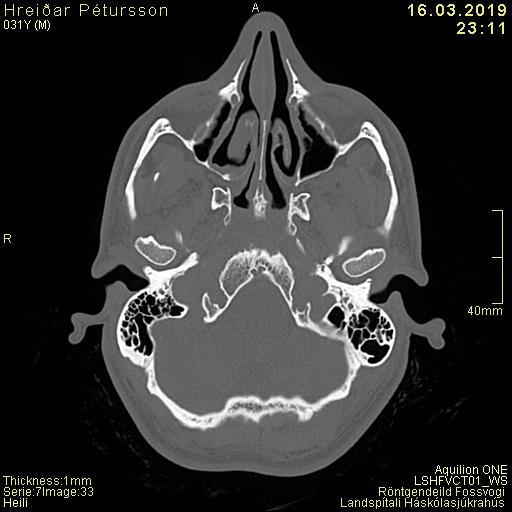 Hreiðar Pétursson
031Y (M)
A
16.03.2019
23:11
R
40mm
Thickness:1mm
Serie:7Image:33
Heili
Aquilion ONE
LSHFVCT01_WS
Röntgendeild Fossvogi
Landspítali Háskólasjúkrahús